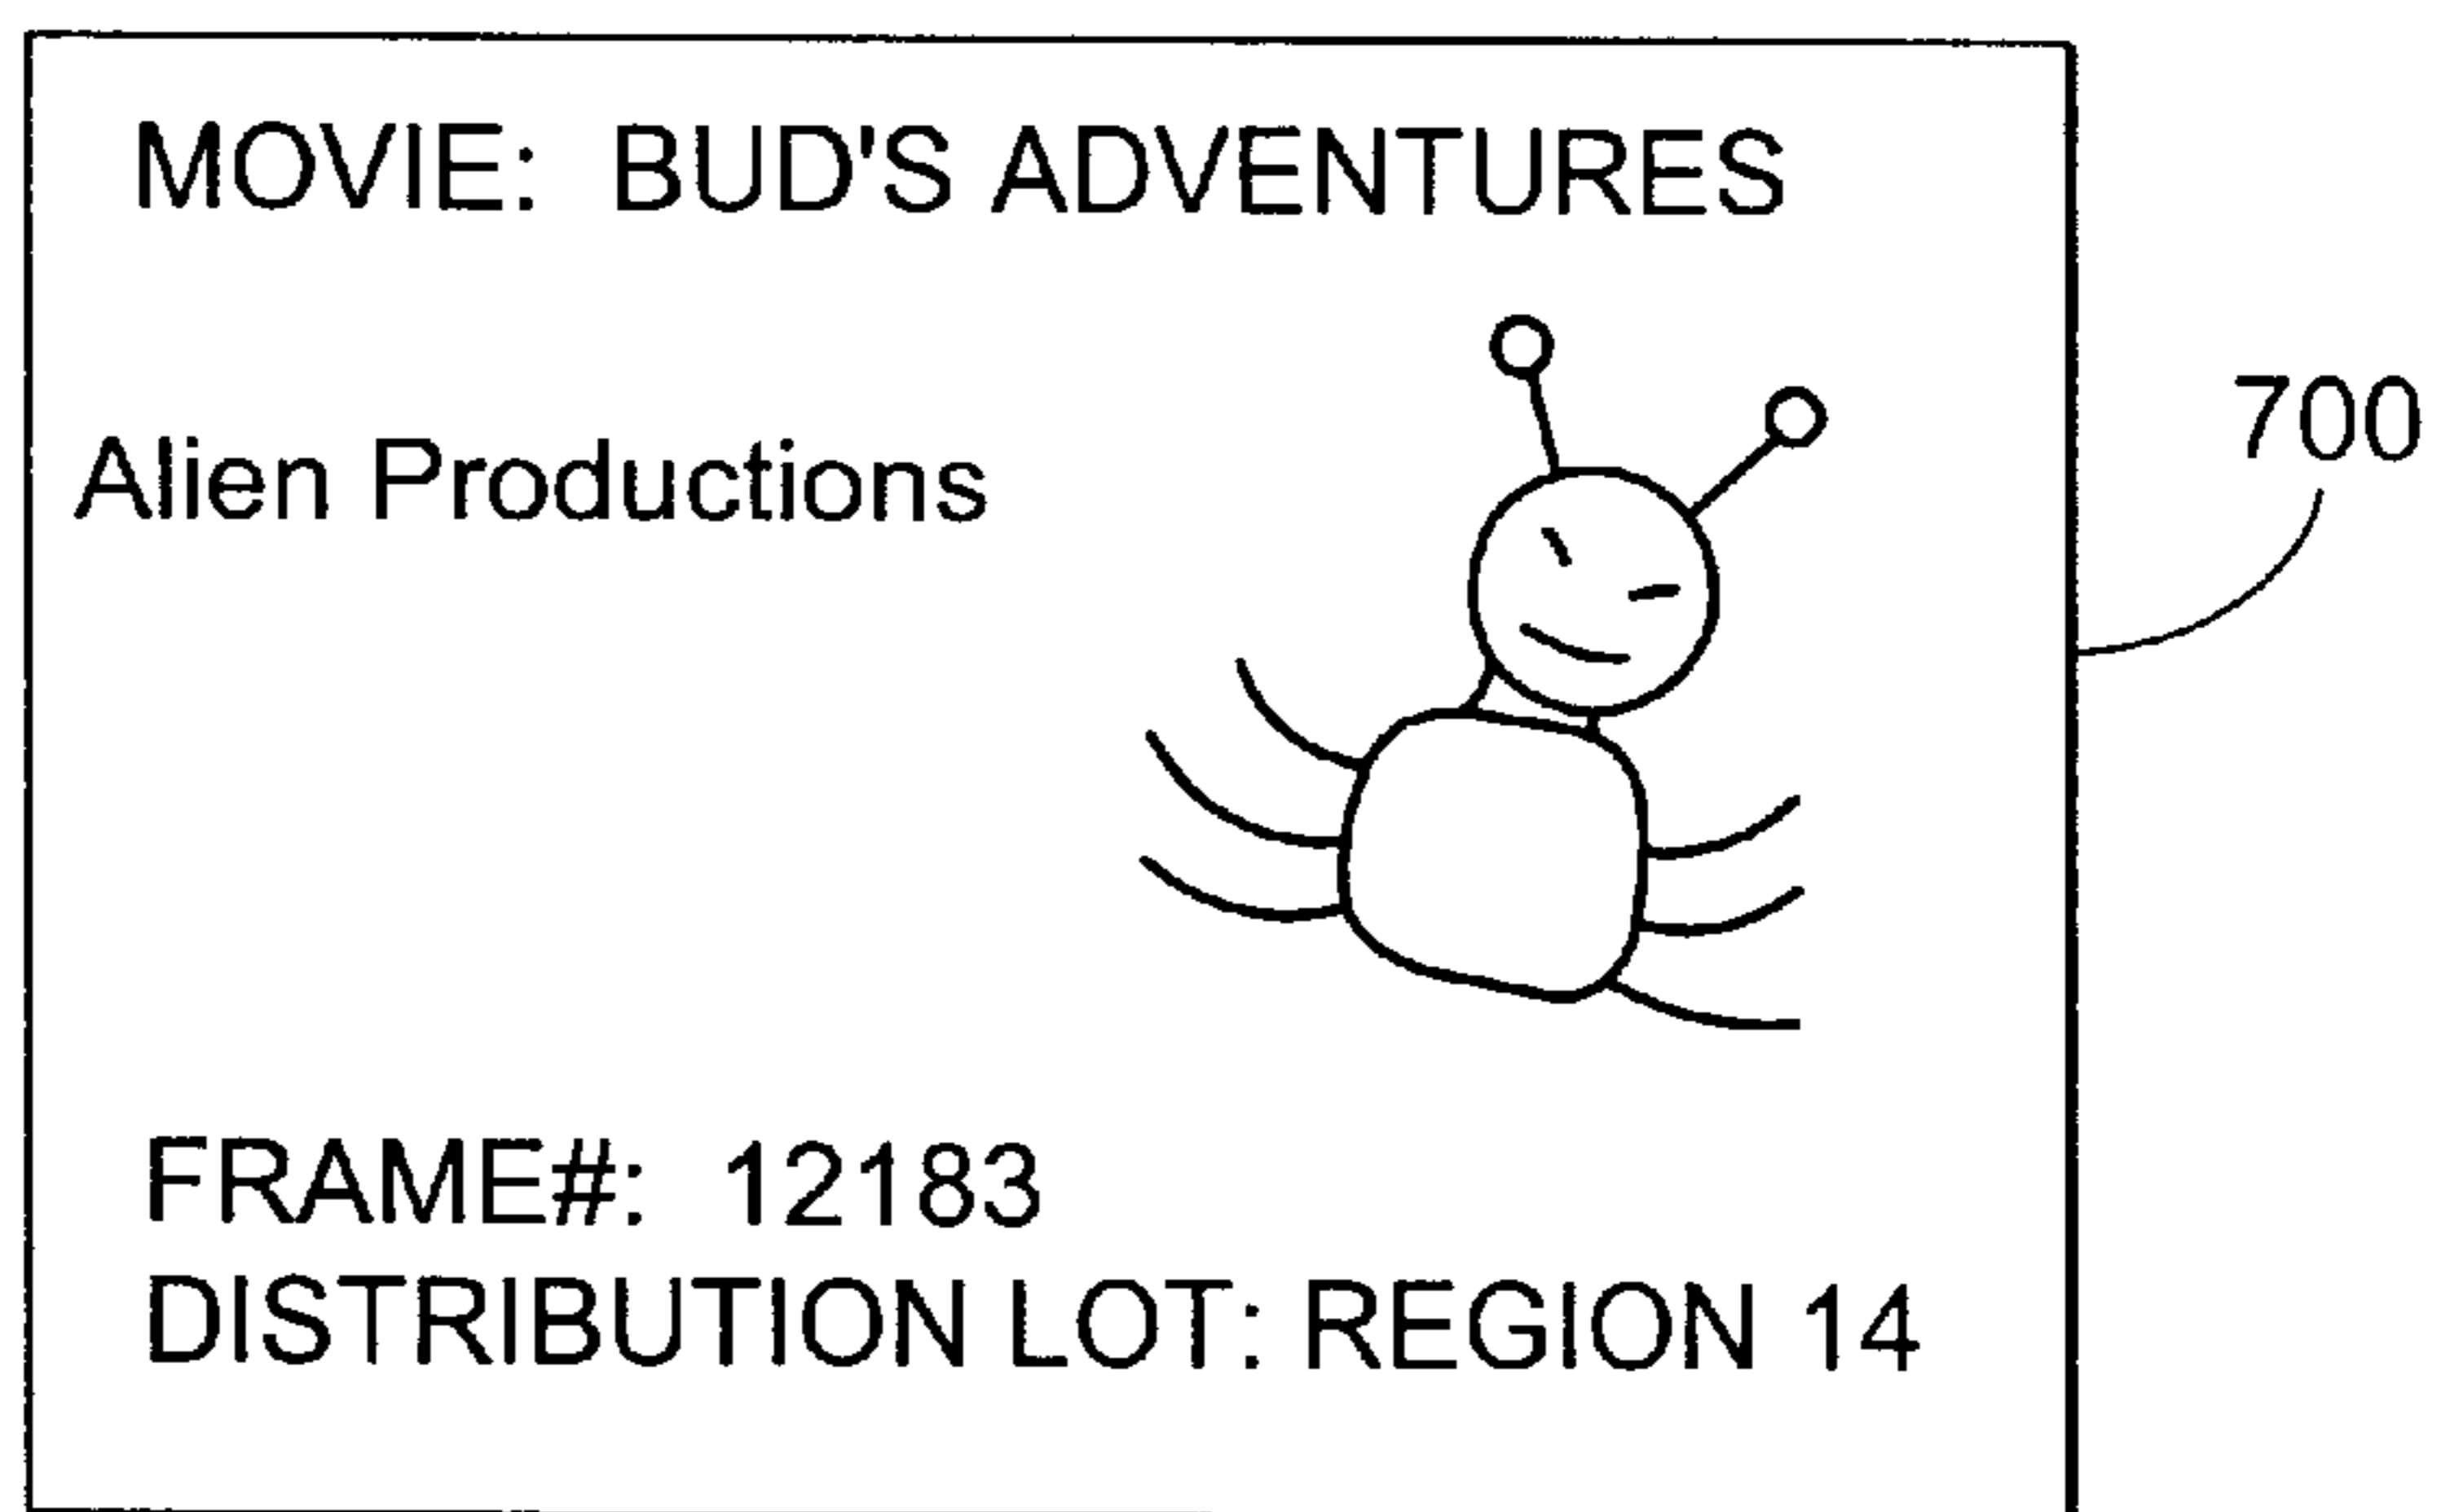 MOVIE: BUD'S ADVENTURES
Alien Productions
700
FRAME#: 12183
DISTRIBUTION LOT: REGION 14